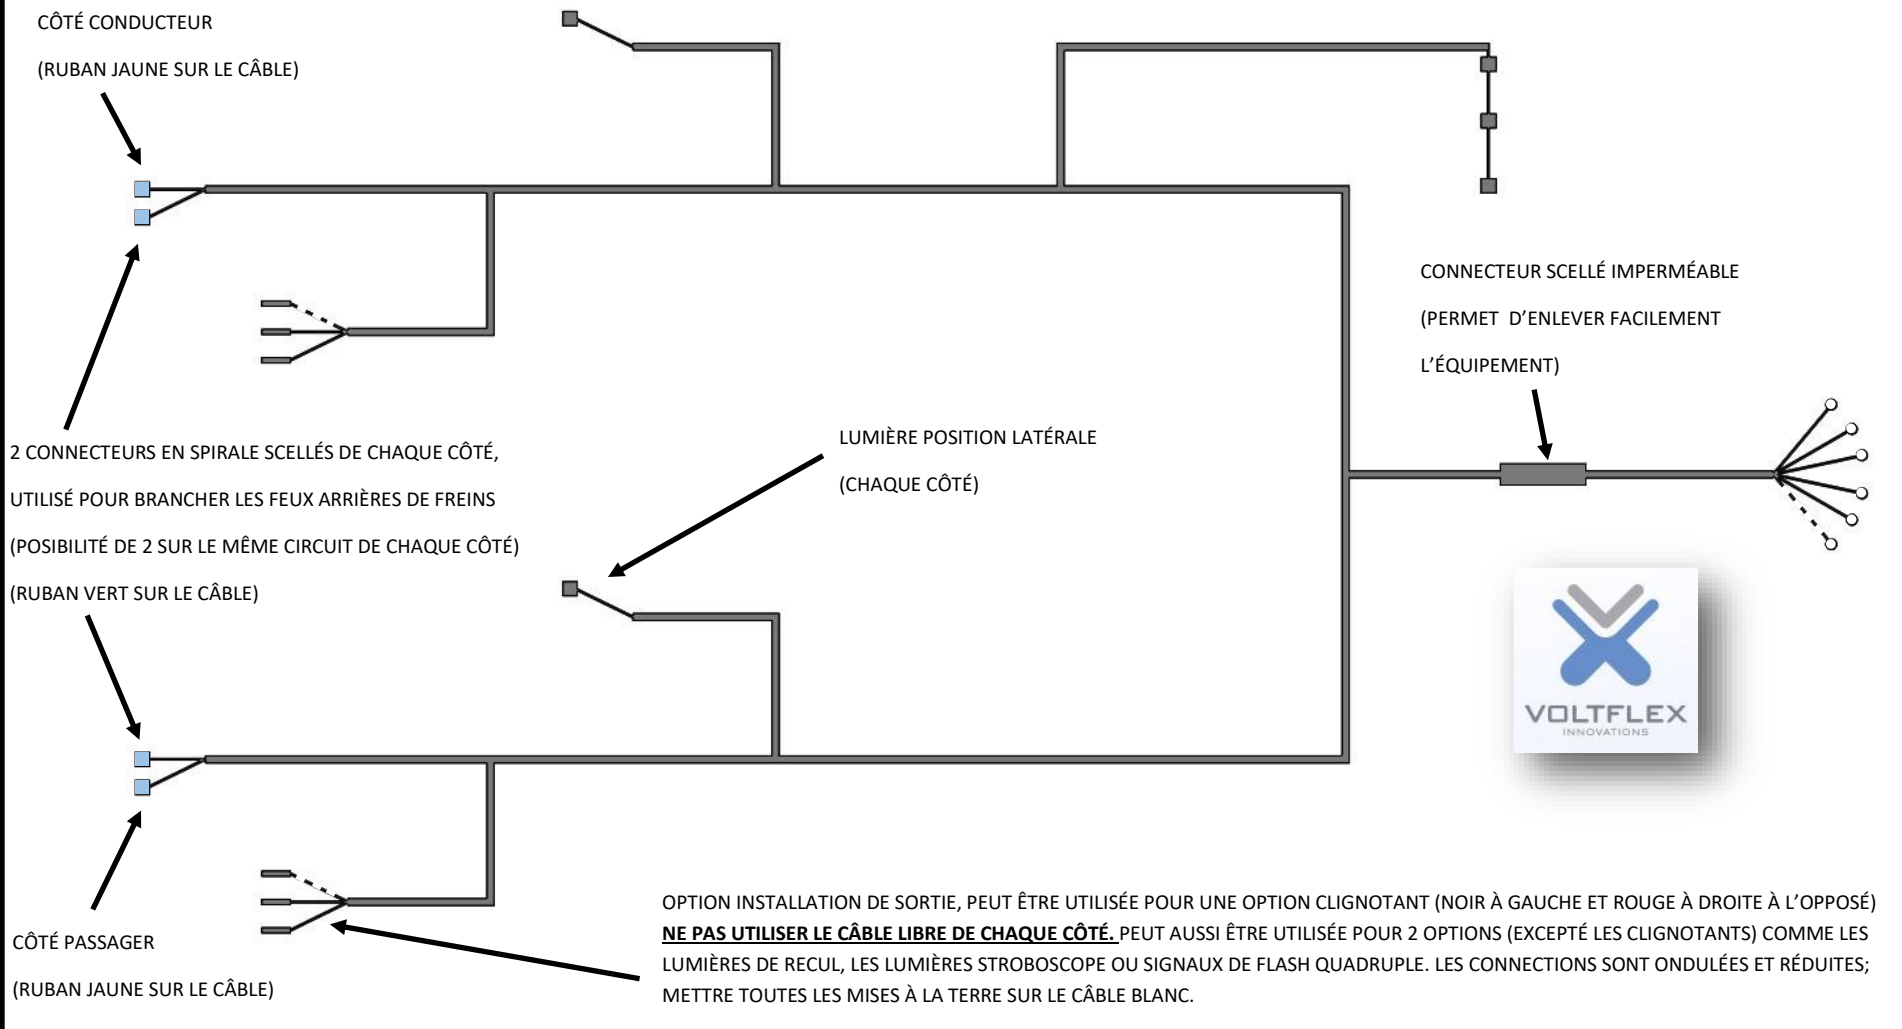 CÔTÉ CONDUCTEUR
(RUBAN JAUNE SUR LE CÂBLE)
CONNECTEUR SCELLÉ IMPERMÉABLE
(PERMET D'ENLEVER FACILEMENT
L'ÉQUIPEMENT)
2 CONNECTEURS EN SPIRALE SCELLÉS DE CHAQUE CÔTÉ,
UTILISÉ POUR BRANCHER LES FEUX ARRIÈRES DE FREINS
(POSIBILITÉ DE 2 SUR LE MÊME CIRCUIT DE CHAQUE CÔTÉ)
(RUBAN VERT SUR LE CÂBLE)
LUMIÈRE POSITION LATÉRALE
(CHAQUE CÔTÉ)
VOLTFLEX
INNOVATIONS
CÔTÉ PASSAGER
(RUBAN JAUNE SUR LE CÂBLE)
OPTION INSTALLATION DE SORTIE, PEUT ÊTRE UTILISÉE POUR UNE OPTION CLIGNOTANT (NOIR À GAUCHE ET ROUGE À DROITE À L'OPPOSÉ)
NE PAS UTILISER LE CÂBLE LIBRE DE CHAQUE CÔTÉ. PEUT AUSSI ÊTRE UTILISÉE POUR 2 OPTIONS (EXCEPTÉ LES CLIGNOTANTS) COMME LES
LUMIÈRES DE RECUL, LES LUMIÈRES STROBOSCOPE OU SIGNAUX DE FLASH QUADRUPLE. LES CONNECTIONS SONT ONDULÉES ET RÉDUITES;
METTRE TOUTES LES MISES À LA TERRE SUR LE CÂBLE BLANC.